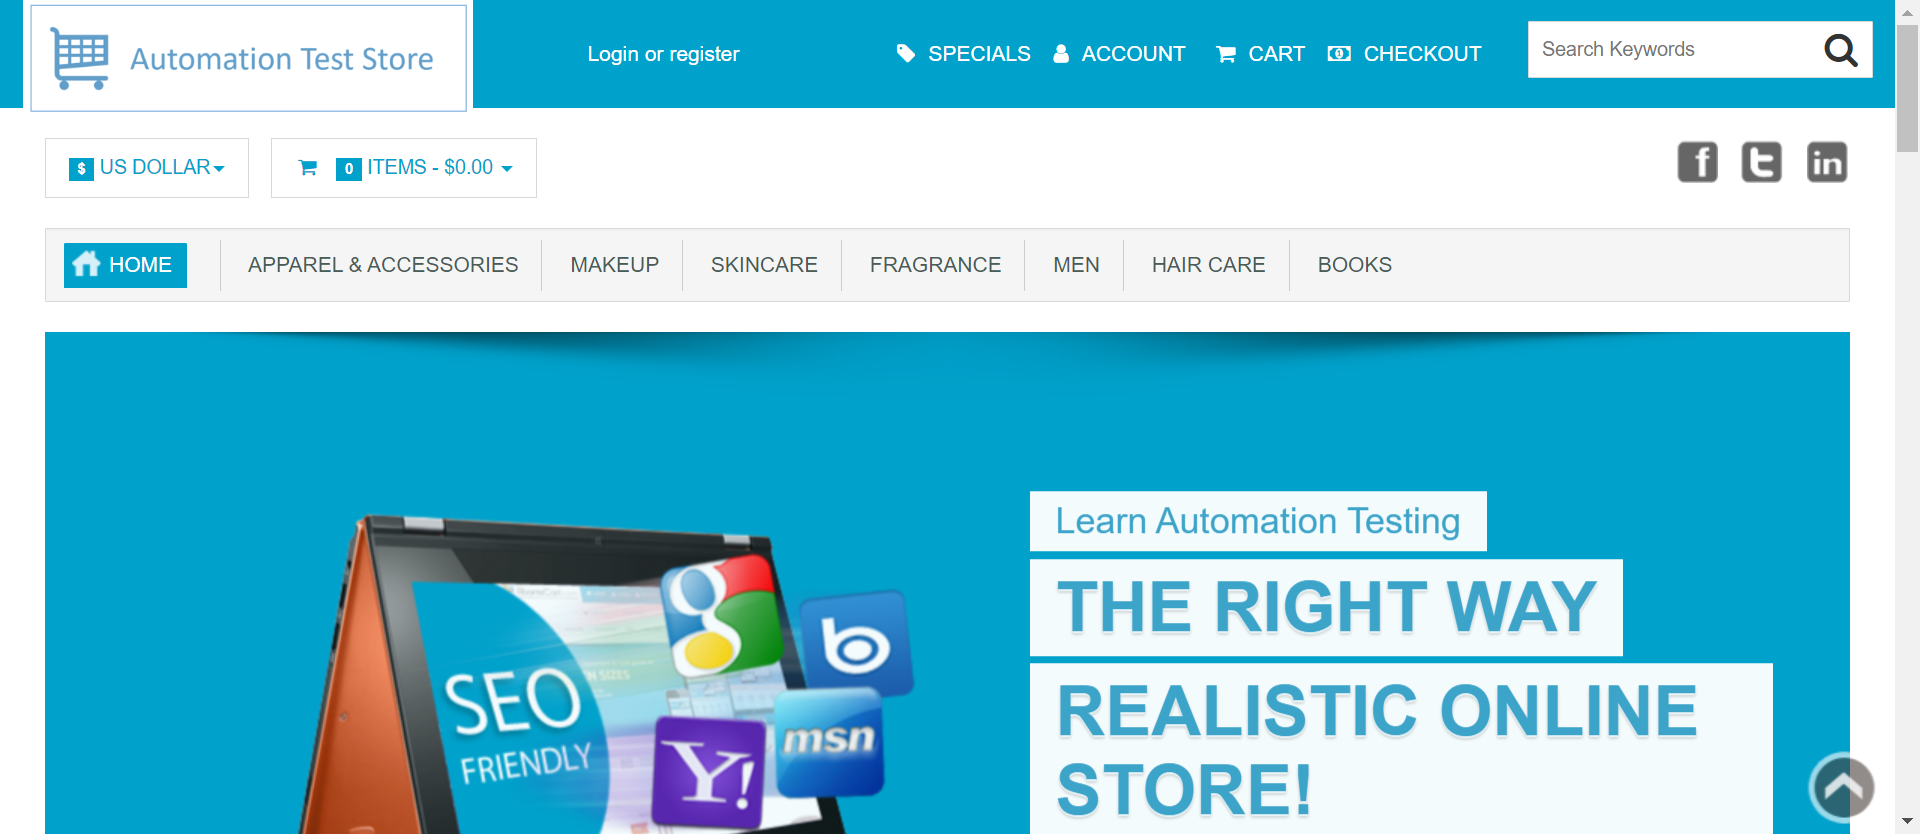 Automation Test Store
Login or register
SPECIALS
ACCOUNT
CART
CHECKOUT
Search Keywords
$ US DOLLAR
0 ITEMS - $0.00
HOME
APPAREL & ACCESSORIES
MAKEUP
SKINCARE
FRAGRANCE
MEN
HAIR CARE
BOOKS
Learn Automation Testing
THE RIGHT WAY
REALISTIC ONLINE
STORE!
SEO
FRIENDLY
msn
Y!